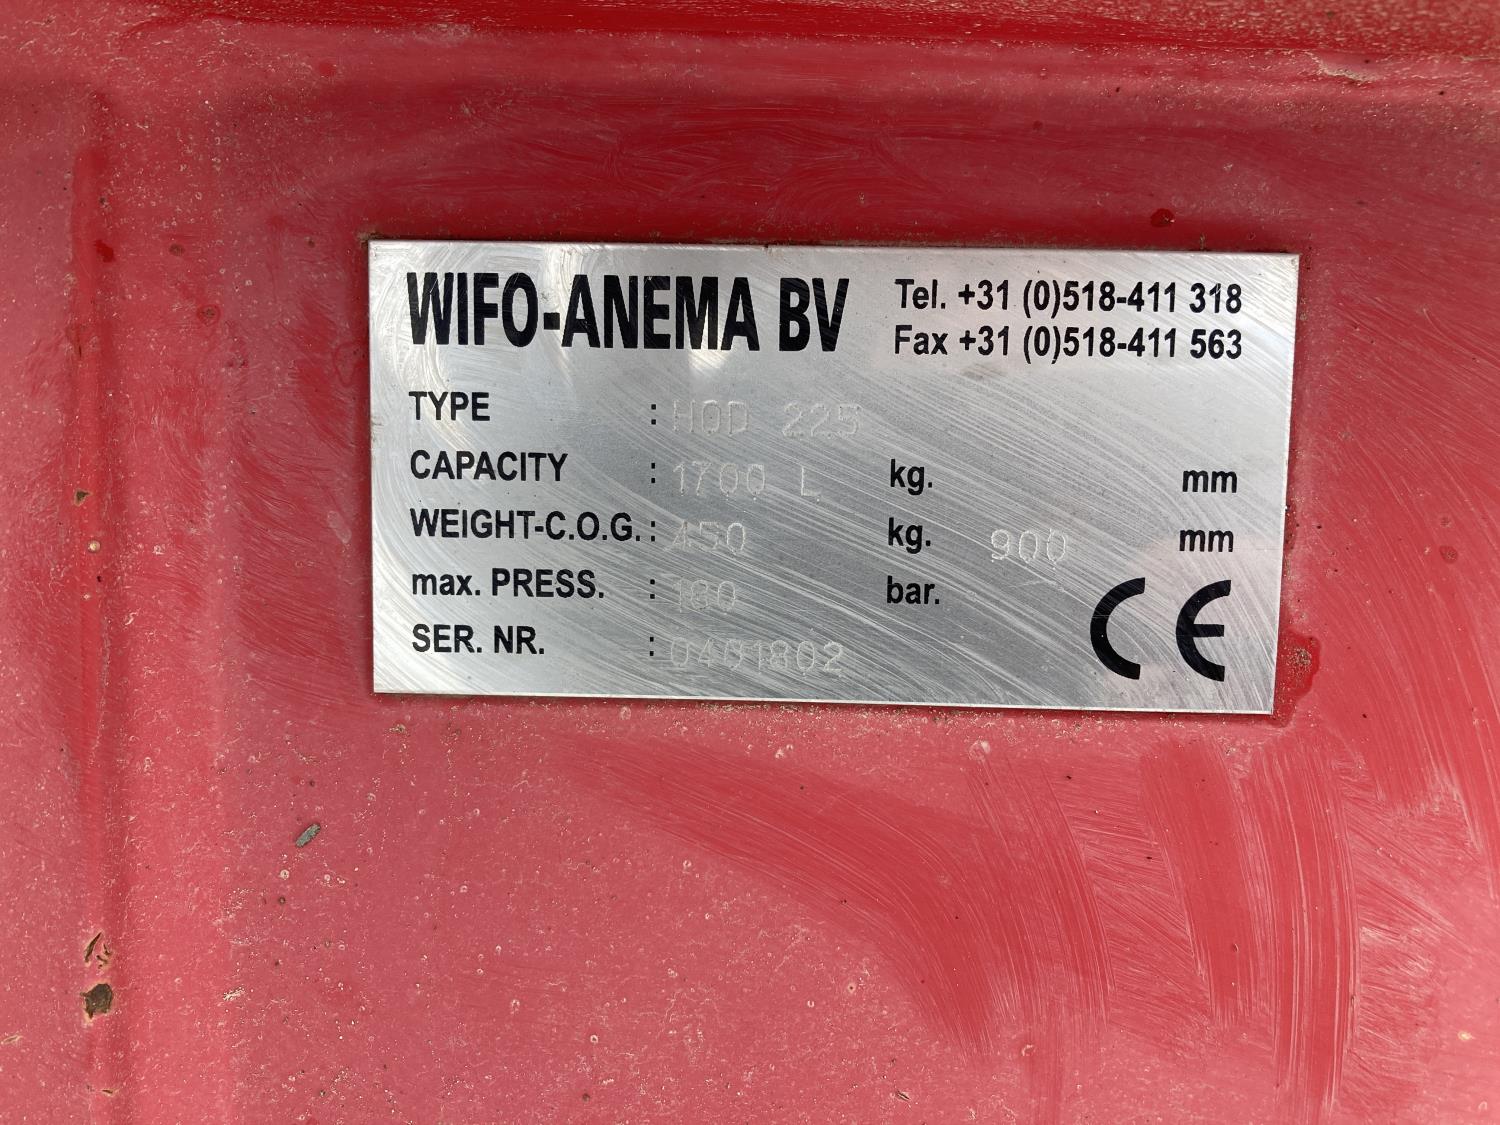 WIFO-ANEMA BV
Tel. +31 (0)518-411 318
Fax +31 (0)518-411 563
TYPE : HOD 225
CAPACITY : 1700 L kg. mm
WEIGHT-C.O.G. : 450 kg. 900 mm
max. PRESS. : 180 bar.
SER. NR. : 0401802
CE